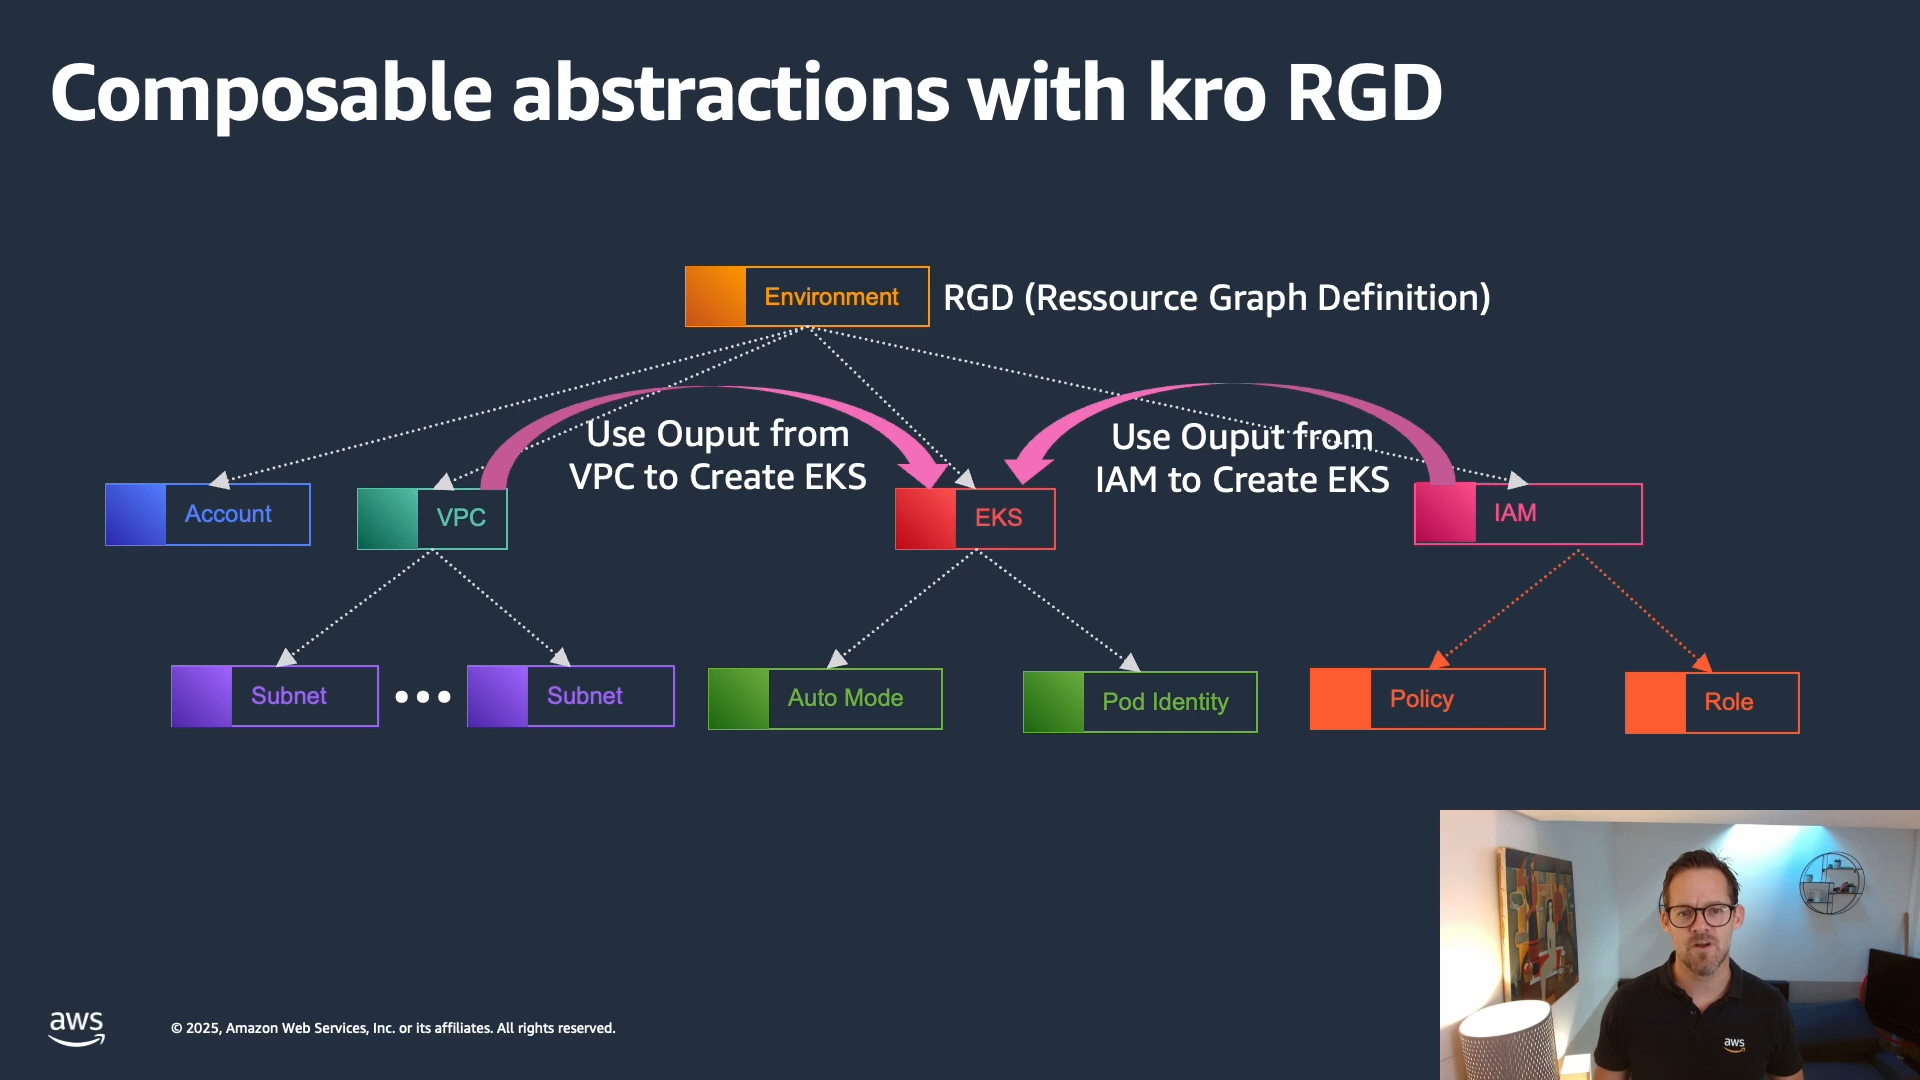 Composable abstractions with kro RGD
Environment
RGD (Ressource Graph Definition)
Use Ouput from
VPC to Create EKS
Use Ouput from
IAM to Create EKS
Account
VPC
EKS
IAM
Subnet
Subnet
Auto Mode
Pod Identity
Policy
Role
aws
© 2025, Amazon Web Services, Inc. or its affiliates. All rights reserved.
aws